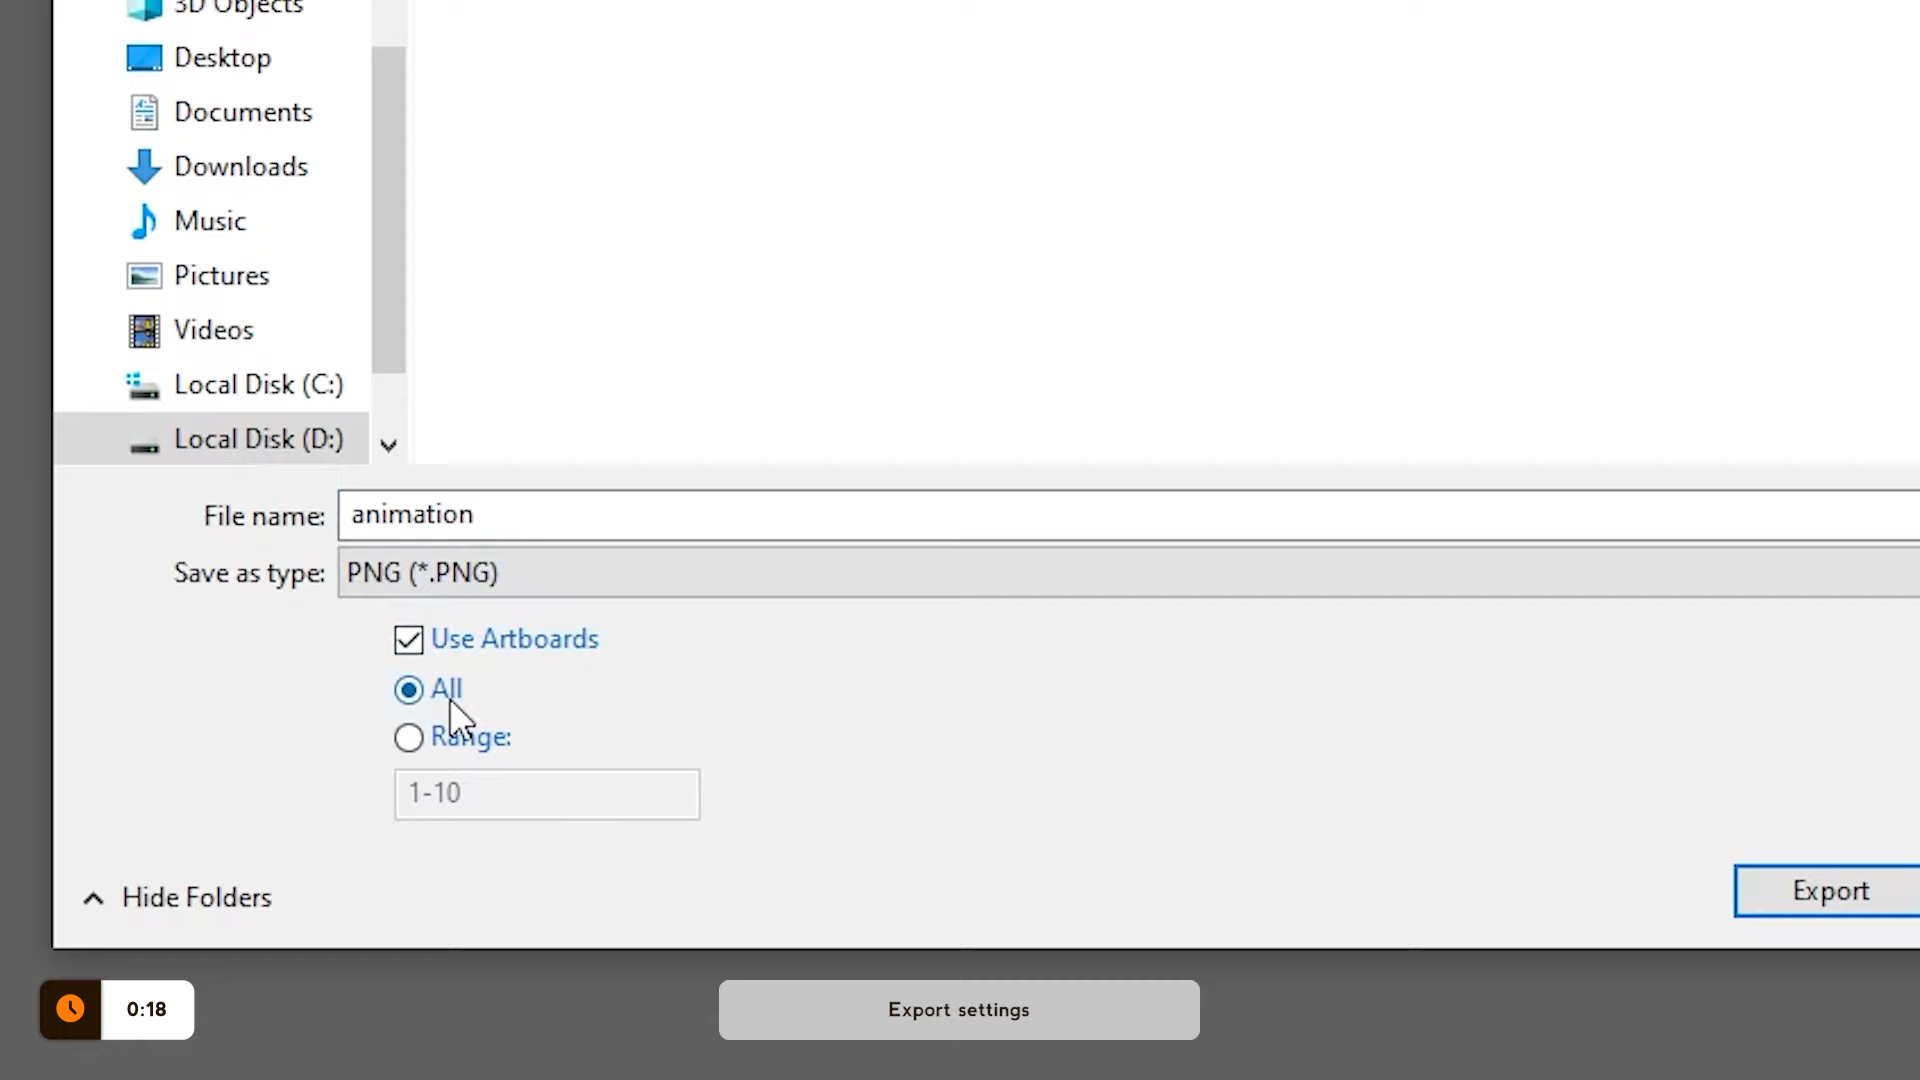 3D Objects
Desktop
Documents
Downloads
Music
Pictures
Videos
Local Disk (C:)
Local Disk (D:)
File name: animation
Save as type: PNG (*.PNG)
Use Artboards
All
Range:
1-10
Hide Folders
Export
0:18
Export settings